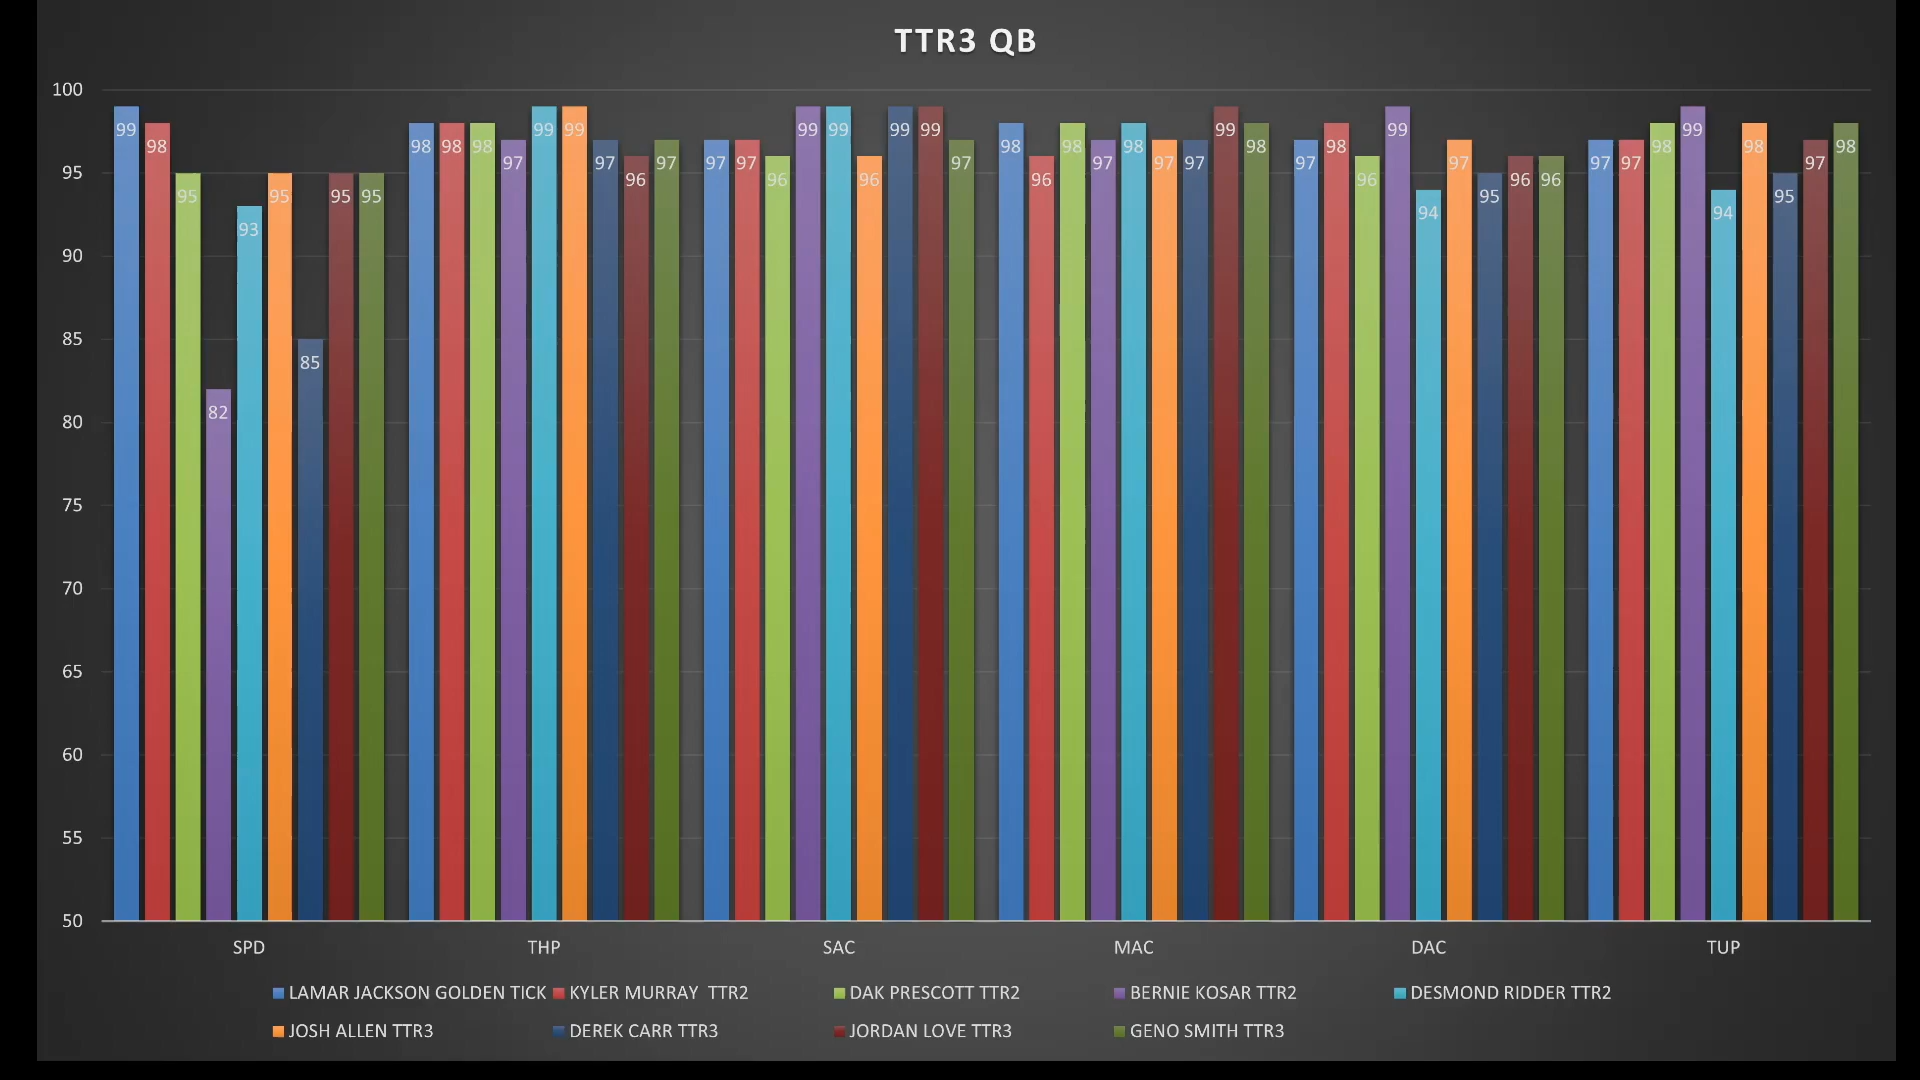 TTR3 QB
100
95
90
85
80
75
70
65
60
55
50
99 98 95 82 93 95 85 95 95
98 98 98 97 99 99 97 96 97
97 97 96 99 99 96 99 99 97
98 96 98 97 98 97 97 99 98
97 98 96 99 94 97 95 96 96
97 97 98 99 94 98 95 97 98
SPD THP SAC MAC DAC TUP
LAMAR JACKSON GOLDEN TICK KYLER MURRAY TTR2 DAK PRESCOTT TTR2 BERNIE KOSAR TTR2 DESMOND RIDDER TTR2
JOSH ALLEN TTR3 DEREK CARR TTR3 JORDAN LOVE TTR3 GENO SMITH TTR3